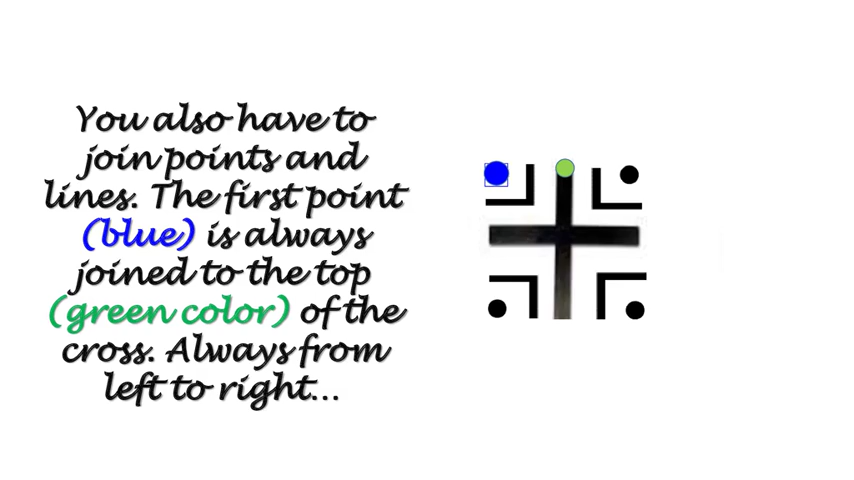 You also have to
join points and
lines. The first point
(blue) is always
joined to the top
(green color) of the
cross. Always from
left to right...